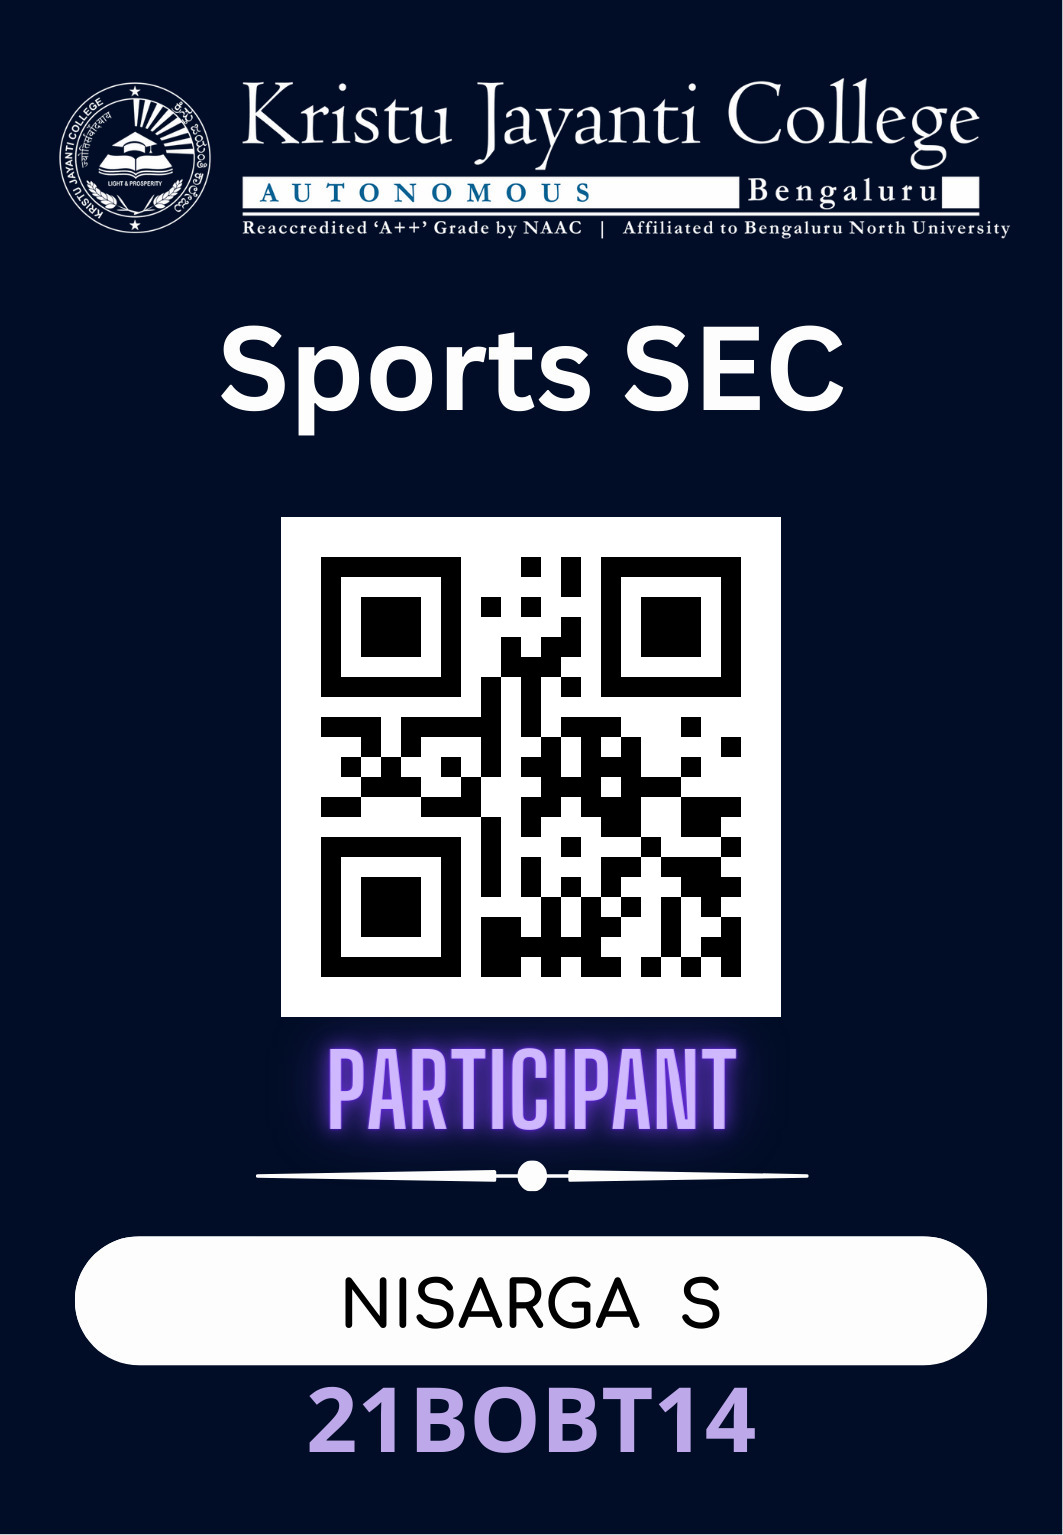 Kristu Jayanti College
AUTONOMOUS Bengaluru
Reaccredited ‘A++’ Grade by NAAC | Affiliated to Bengaluru North University
KRISTU JAYANTI COLLEGE
LIGHT & PROSPERITY
Sports SEC
PARTICIPANT
NISARGA S
21BOBT14